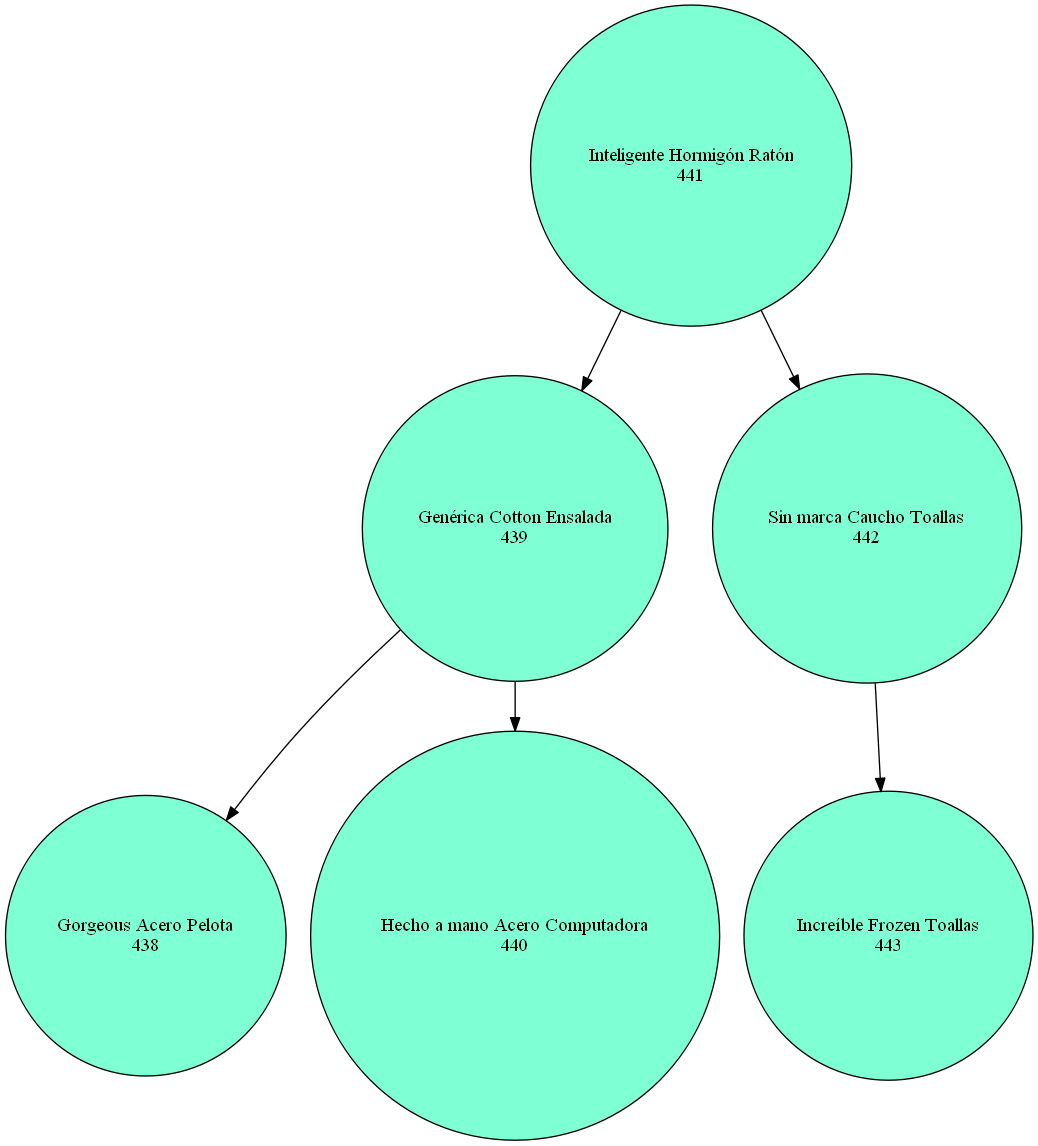 Inteligente Hormigón Ratón
441
Genérica Cotton Ensalada
439
Sin marca Caucho Toallas
442
Gorgeous Acero Pelota
438
Hecho a mano Acero Computadora
440
Increíble Frozen Toallas
443